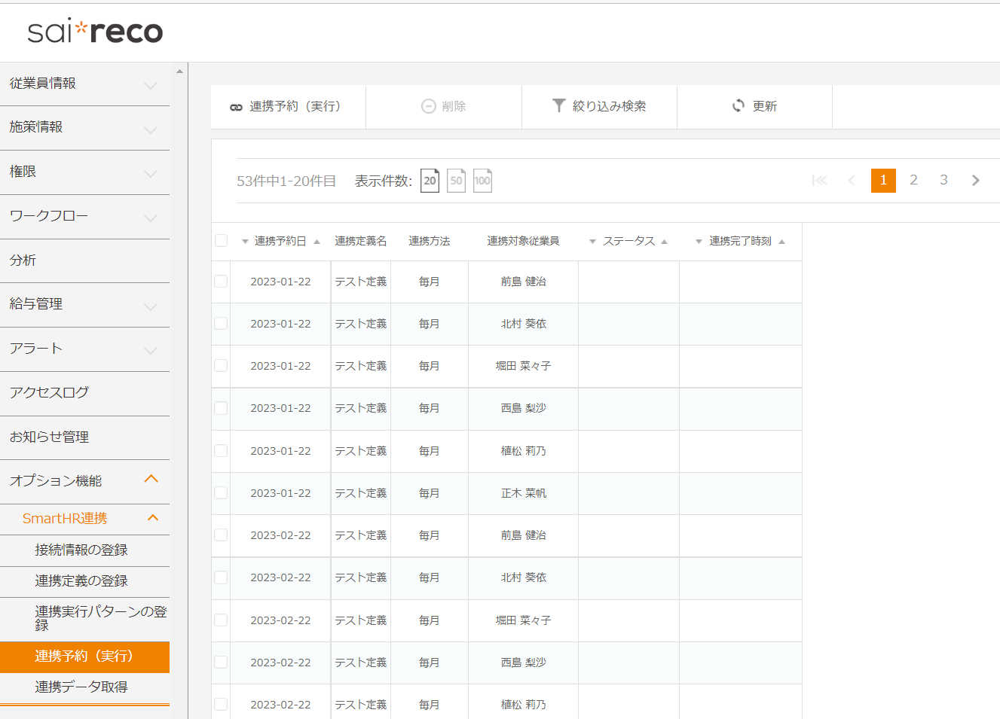 sai*reco
従業員情報
施策情報
権限
ワークフロー
分析
給与管理
アラート
アクセスログ
お知らせ管理
オプション機能
SmartHR連携
接続情報の登録
連携定義の登録
連携実行パターンの登
録
連携予約（実行）
連携データ取得
連携予約（実行） 削除 絞り込み検索 更新
53件中1-20件目 表示件数: 20 50 100 1 2 3
連携予約日 連携定義名 連携方法 連携対象従業員 ステータス 連携完了時刻
2023-01-22 テスト定義 毎月 前島 健治
2023-01-22 テスト定義 毎月 北村 葵依
2023-01-22 テスト定義 毎月 堀田 菜々子
2023-01-22 テスト定義 毎月 西島 梨沙
2023-01-22 テスト定義 毎月 植松 莉乃
2023-01-22 テスト定義 毎月 正木 菜帆
2023-02-22 テスト定義 毎月 前島 健治
2023-02-22 テスト定義 毎月 北村 葵依
2023-02-22 テスト定義 毎月 堀田 菜々子
2023-02-22 テスト定義 毎月 西島 梨沙
2023-02-22 テスト定義 毎月 植松 莉乃